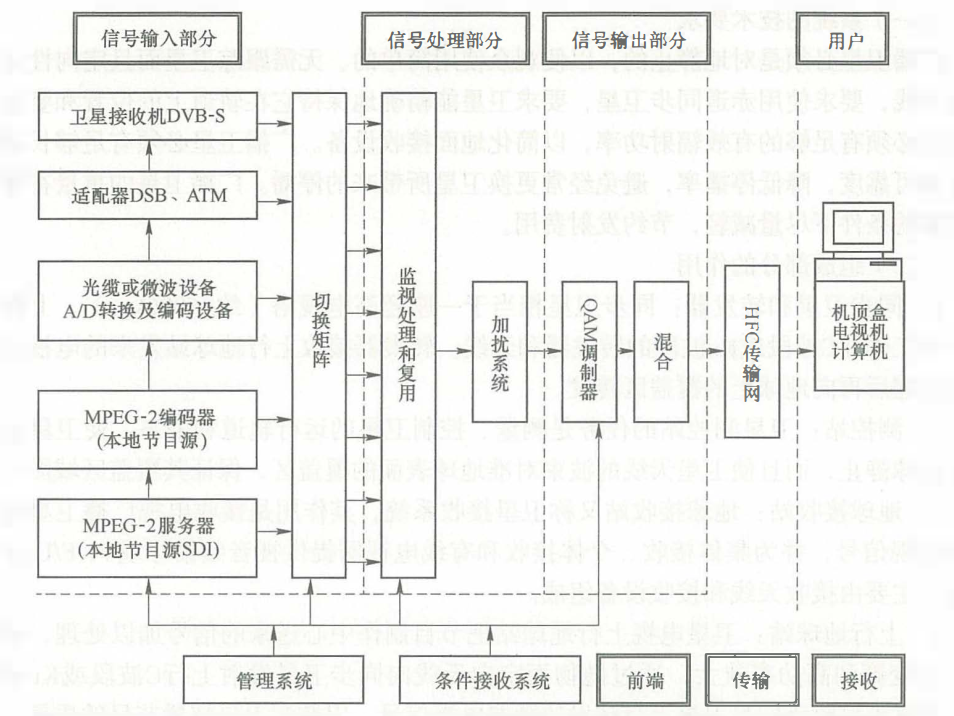 信号输入部分
信号处理部分
信号输出部分
用户
卫星接收机DVB-S
适配器DSB、ATM
光缆或微波设备
A/D转换及编码设备
MPEG-2编码器
(本地节目源)
MPEG-2服务器
(本地节目源SDI)
切换矩阵
监视处理和复用
加扰系统
OAM调制器
混合
HFC传输网
机顶盒
电视机
计算机
管理系统
条件接收系统
前端
传输
接收